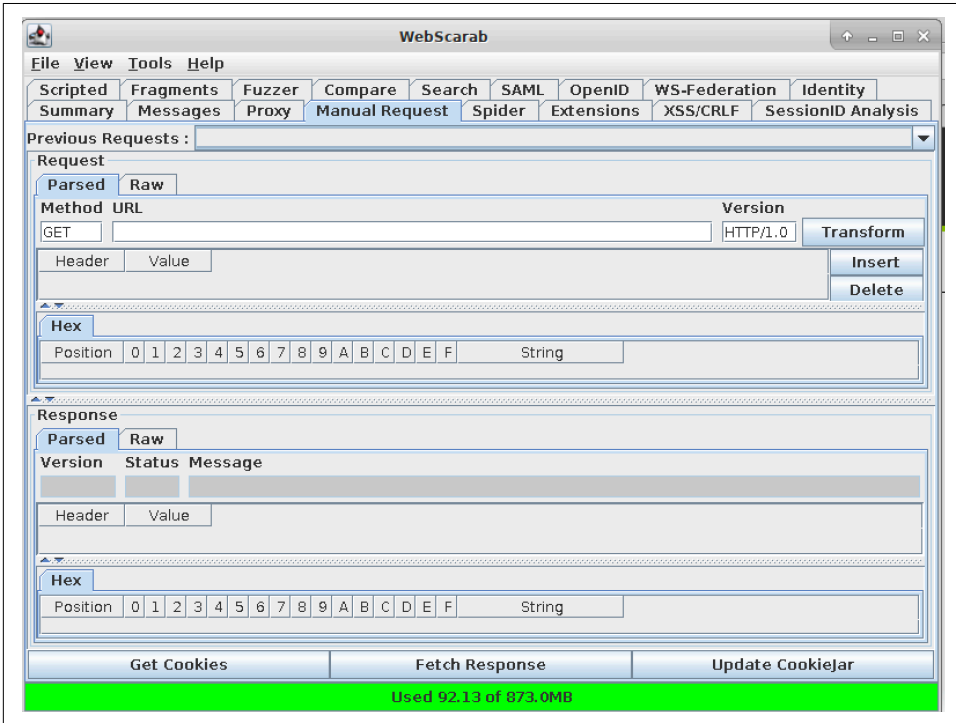 WebScarab
File View Tools Help
Scripted Fragments Fuzzer Compare Search SAML OpenID WS-Federation Identity
Summary Messages Proxy Manual Request Spider Extensions XSS/CRLF SessionID Analysis
Previous Requests :
Request
Parsed Raw
Method URL Version
GET HTTP/1.0 Transform
Header Value Insert
Delete
Hex
Position 0 1 2 3 4 5 6 7 8 9 A B C D E F String
Response
Parsed Raw
Version Status Message
Header Value
Hex
Position 0 1 2 3 4 5 6 7 8 9 A B C D E F String
Get Cookies Fetch Response Update CookieJar
Used 92.13 of 873.0MB